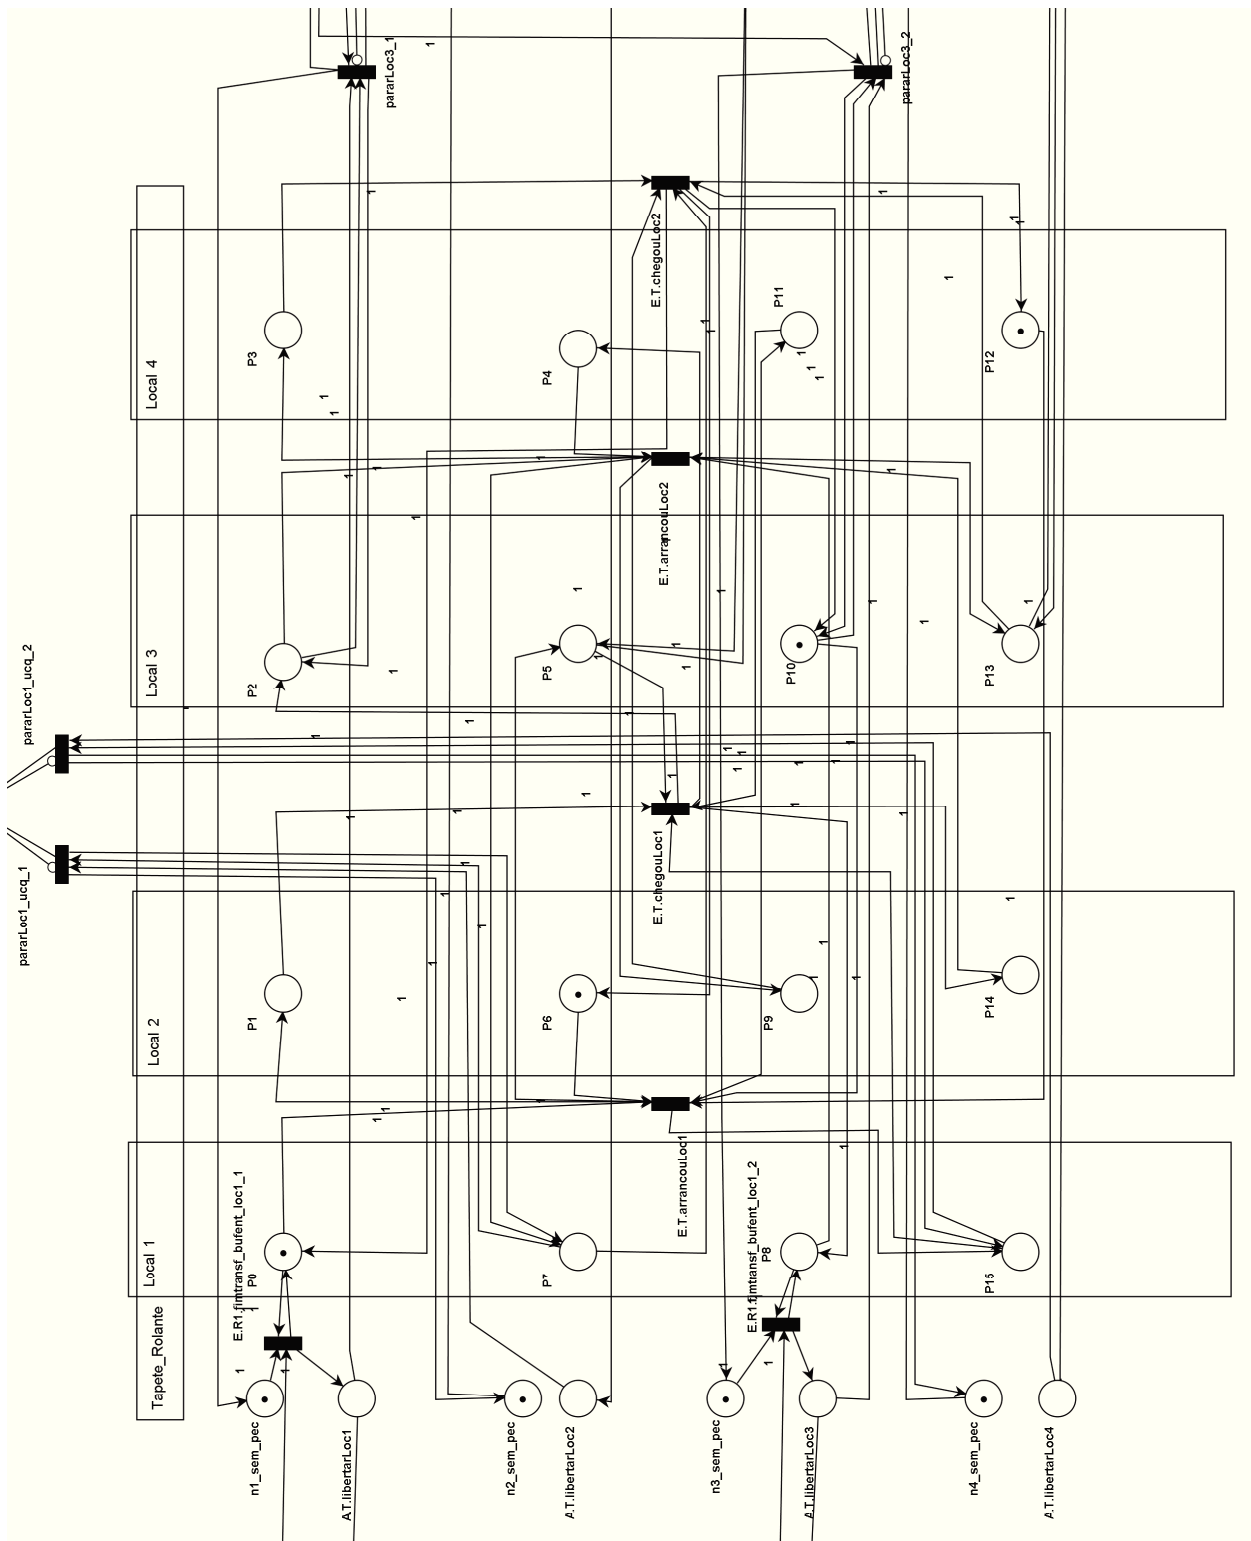 pararLoc3_1
pararLoc3_2
E.T.chegouLoc2
P3
P4
P11
P12
Local 4
E.T.arrancouLoc2
P2
P5
P10
P13
Local 3
pararLoc1_ucq_2
pararLoc1_ucq_1
E.T.chegouLoc1
P1
P6
P9
P14
Local 2
E.T.arrancouLoc1
E.R1.fimtransf_bufent_loc1_1
E.R1.fimtransf_bufent_loc1_2
P0
P7
P8
P15
Local 1
Tapete_Rolante
n1_sem_pec
A.T.libertarLoc1
n2_sem_pec
A.T.libertarLoc2
n3_sem_pec
A.T.libertarLoc3
n4_sem_pec
A.T.libertarLoc4